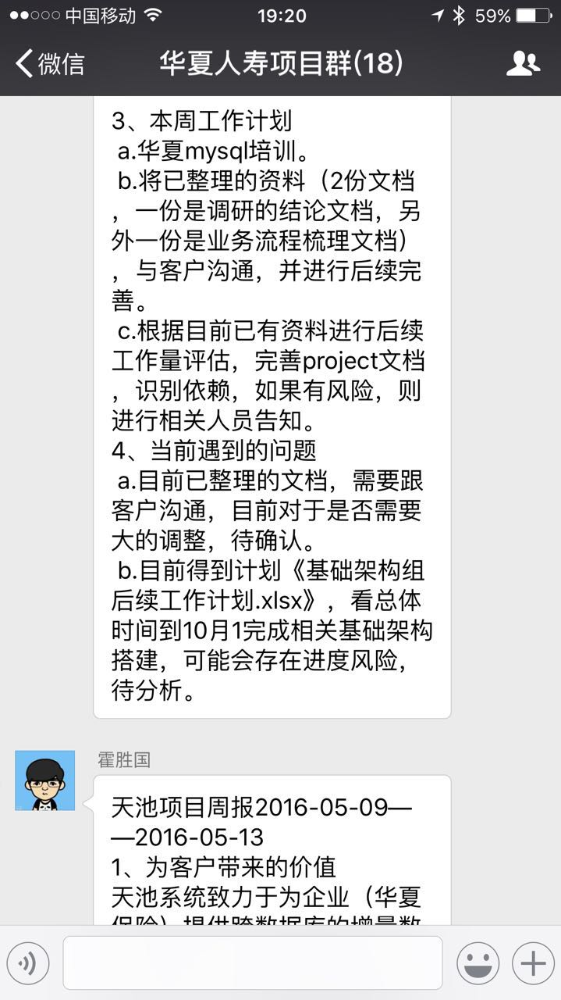 中国移动 19:20 59%
微信 华夏人寿项目群(18)
3、本周工作计划
a.华夏mysql培训。
b.将已整理的资料（2份文档
，一份是调研的结论文档，另
外一份是业务流程梳理文档）
，与客户沟通，并进行后续完
善。
c.根据目前已有资料进行后续
工作量评估，完善project文档
，识别依赖，如果有风险，则
进行相关人员告知。
4、当前遇到的问题
a.目前已整理的文档，需要跟
客户沟通，目前对于是否需要
大的调整，待确认。
b.目前得到计划《基础架构组
后续工作计划.xlsx》，看总体
时间到10月1完成相关基础架构
搭建，可能会存在进度风险，
待分析。
霍胜国
天池项目周报2016-05-09—
—2016-05-13
1、为客户带来的价值
天池系统致力于为企业（华夏
保险）提供跨数据库的增量数